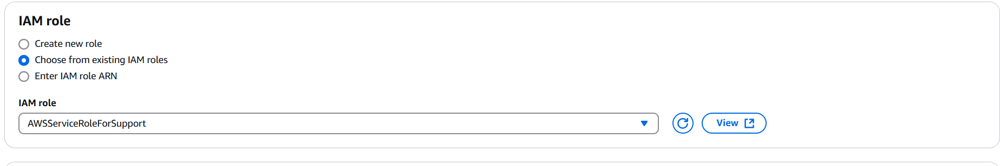 IAM role
Create new role
Choose from existing IAM roles
Enter IAM role ARN
IAM role
AWSServiceRoleForSupport
View